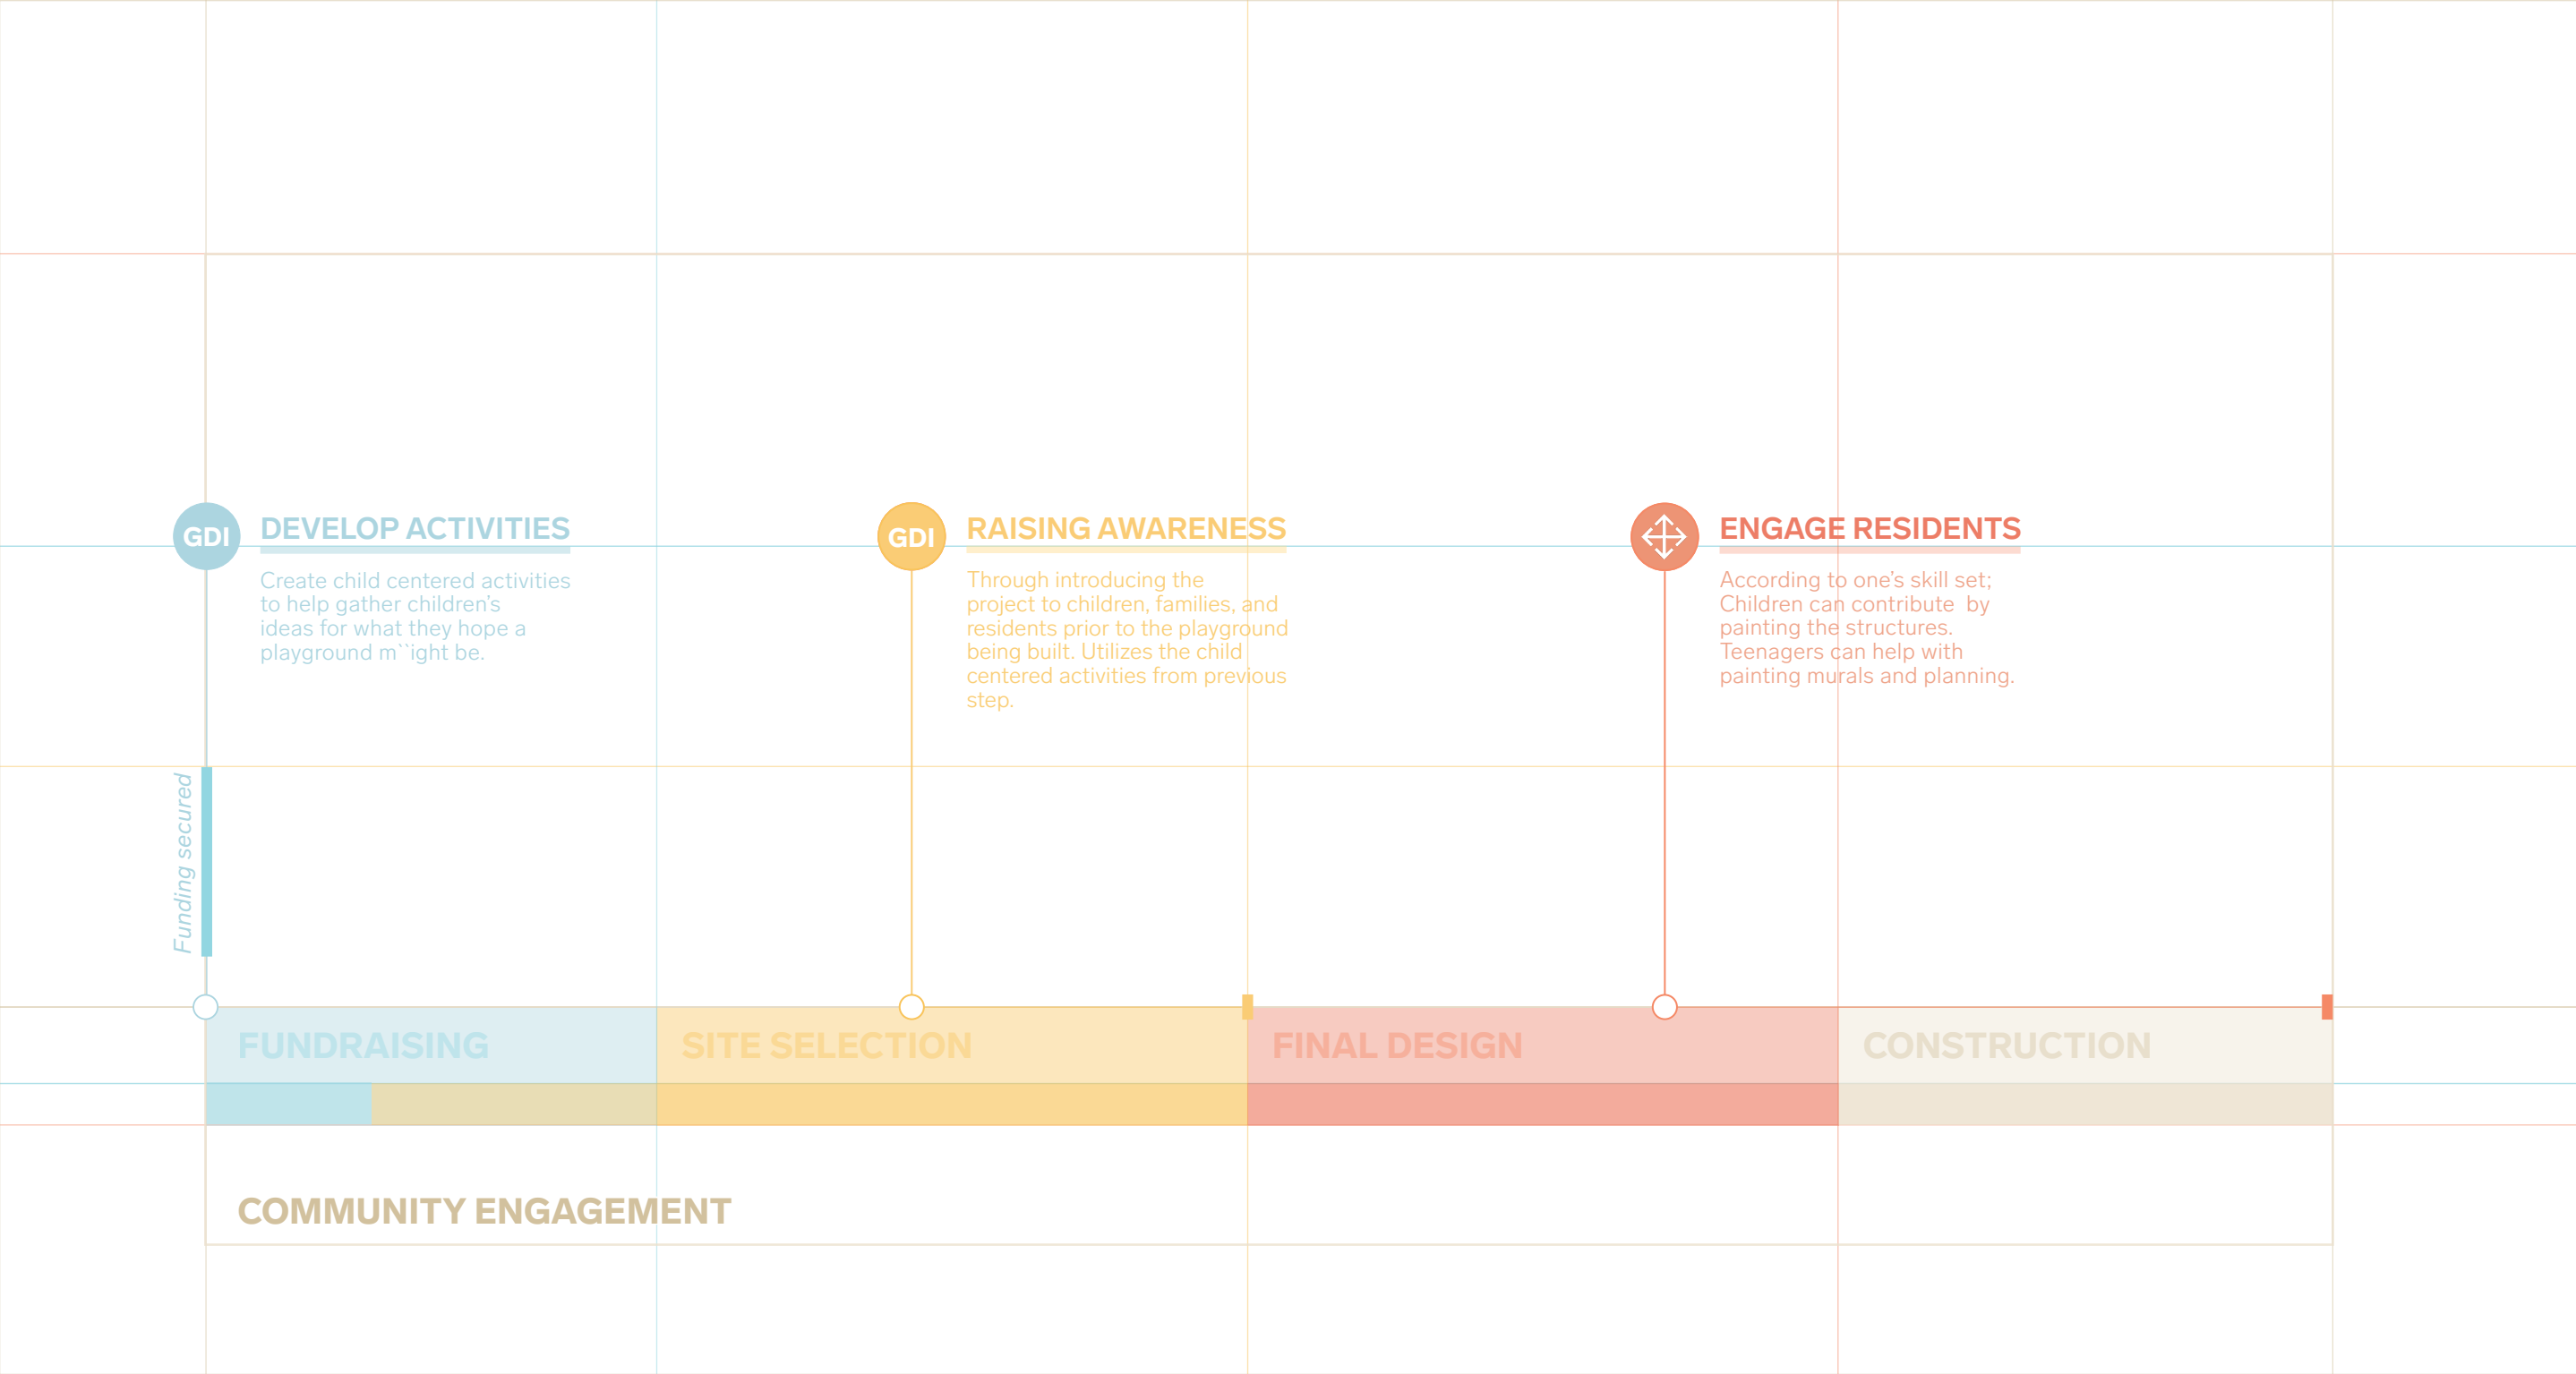 GDI
DEVELOP ACTIVITIES
Create child centered activities
to help gather children’s
ideas for what they hope a
playground m``ight be.
GDI
RAISING AWARENESS
Through introducing the
project to children, families, and
residents prior to the playground
being built. Utilizes the child
centered activities from previous
step.
ENGAGE RESIDENTS
According to one’s skill set;
Children can contribute  by
painting the structures.
Teenagers can help with
painting murals and planning.
Funding secured
FUNDRAISING
SITE SELECTION
FINAL DESIGN
CONSTRUCTION
COMMUNITY ENGAGEMENT